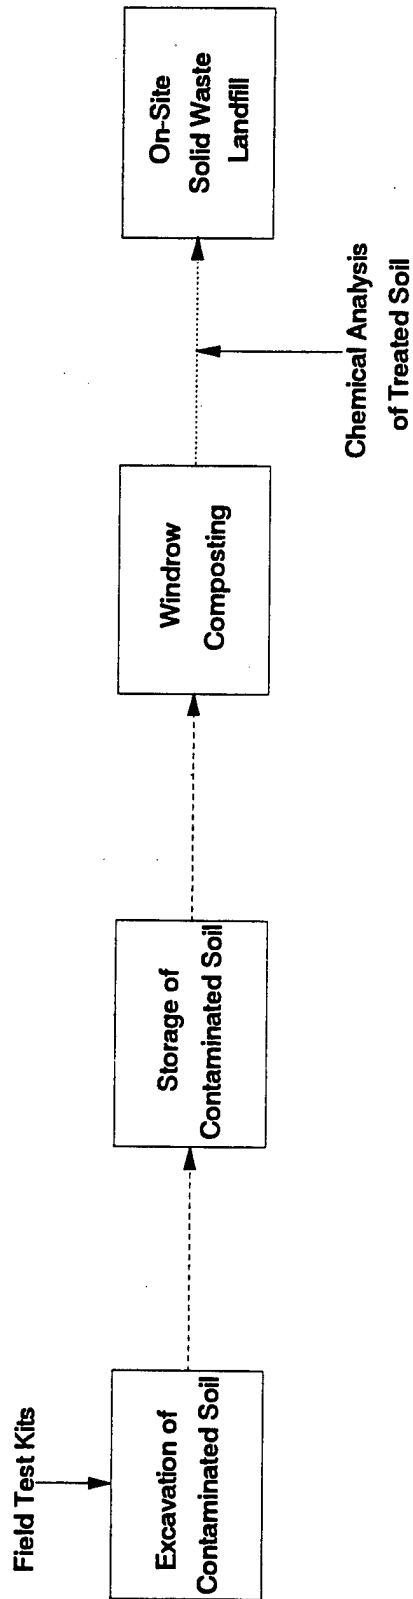 Field Test Kits
Excavation of
Contaminated Soil
Storage of
Contaminated Soil
Windrow
Composting
Chemical Analysis
of Treated Soil
On-Site
Solid Waste
Landfill